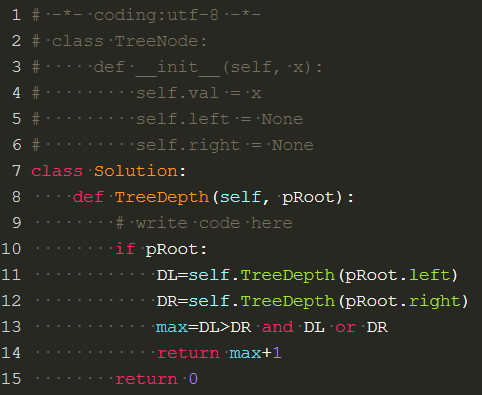 1 # -*- coding:utf-8 -*-
2 # class TreeNode:
3 #     def __init__(self, x):
4 #         self.val = x
5 #         self.left = None
6 #         self.right = None
7 class Solution:
8     def TreeDepth(self, pRoot):
9         # write code here
10         if pRoot:
11             DL=self.TreeDepth(pRoot.left)
12             DR=self.TreeDepth(pRoot.right)
13             max=DL>DR and DL or DR
14             return max+1
15         return 0